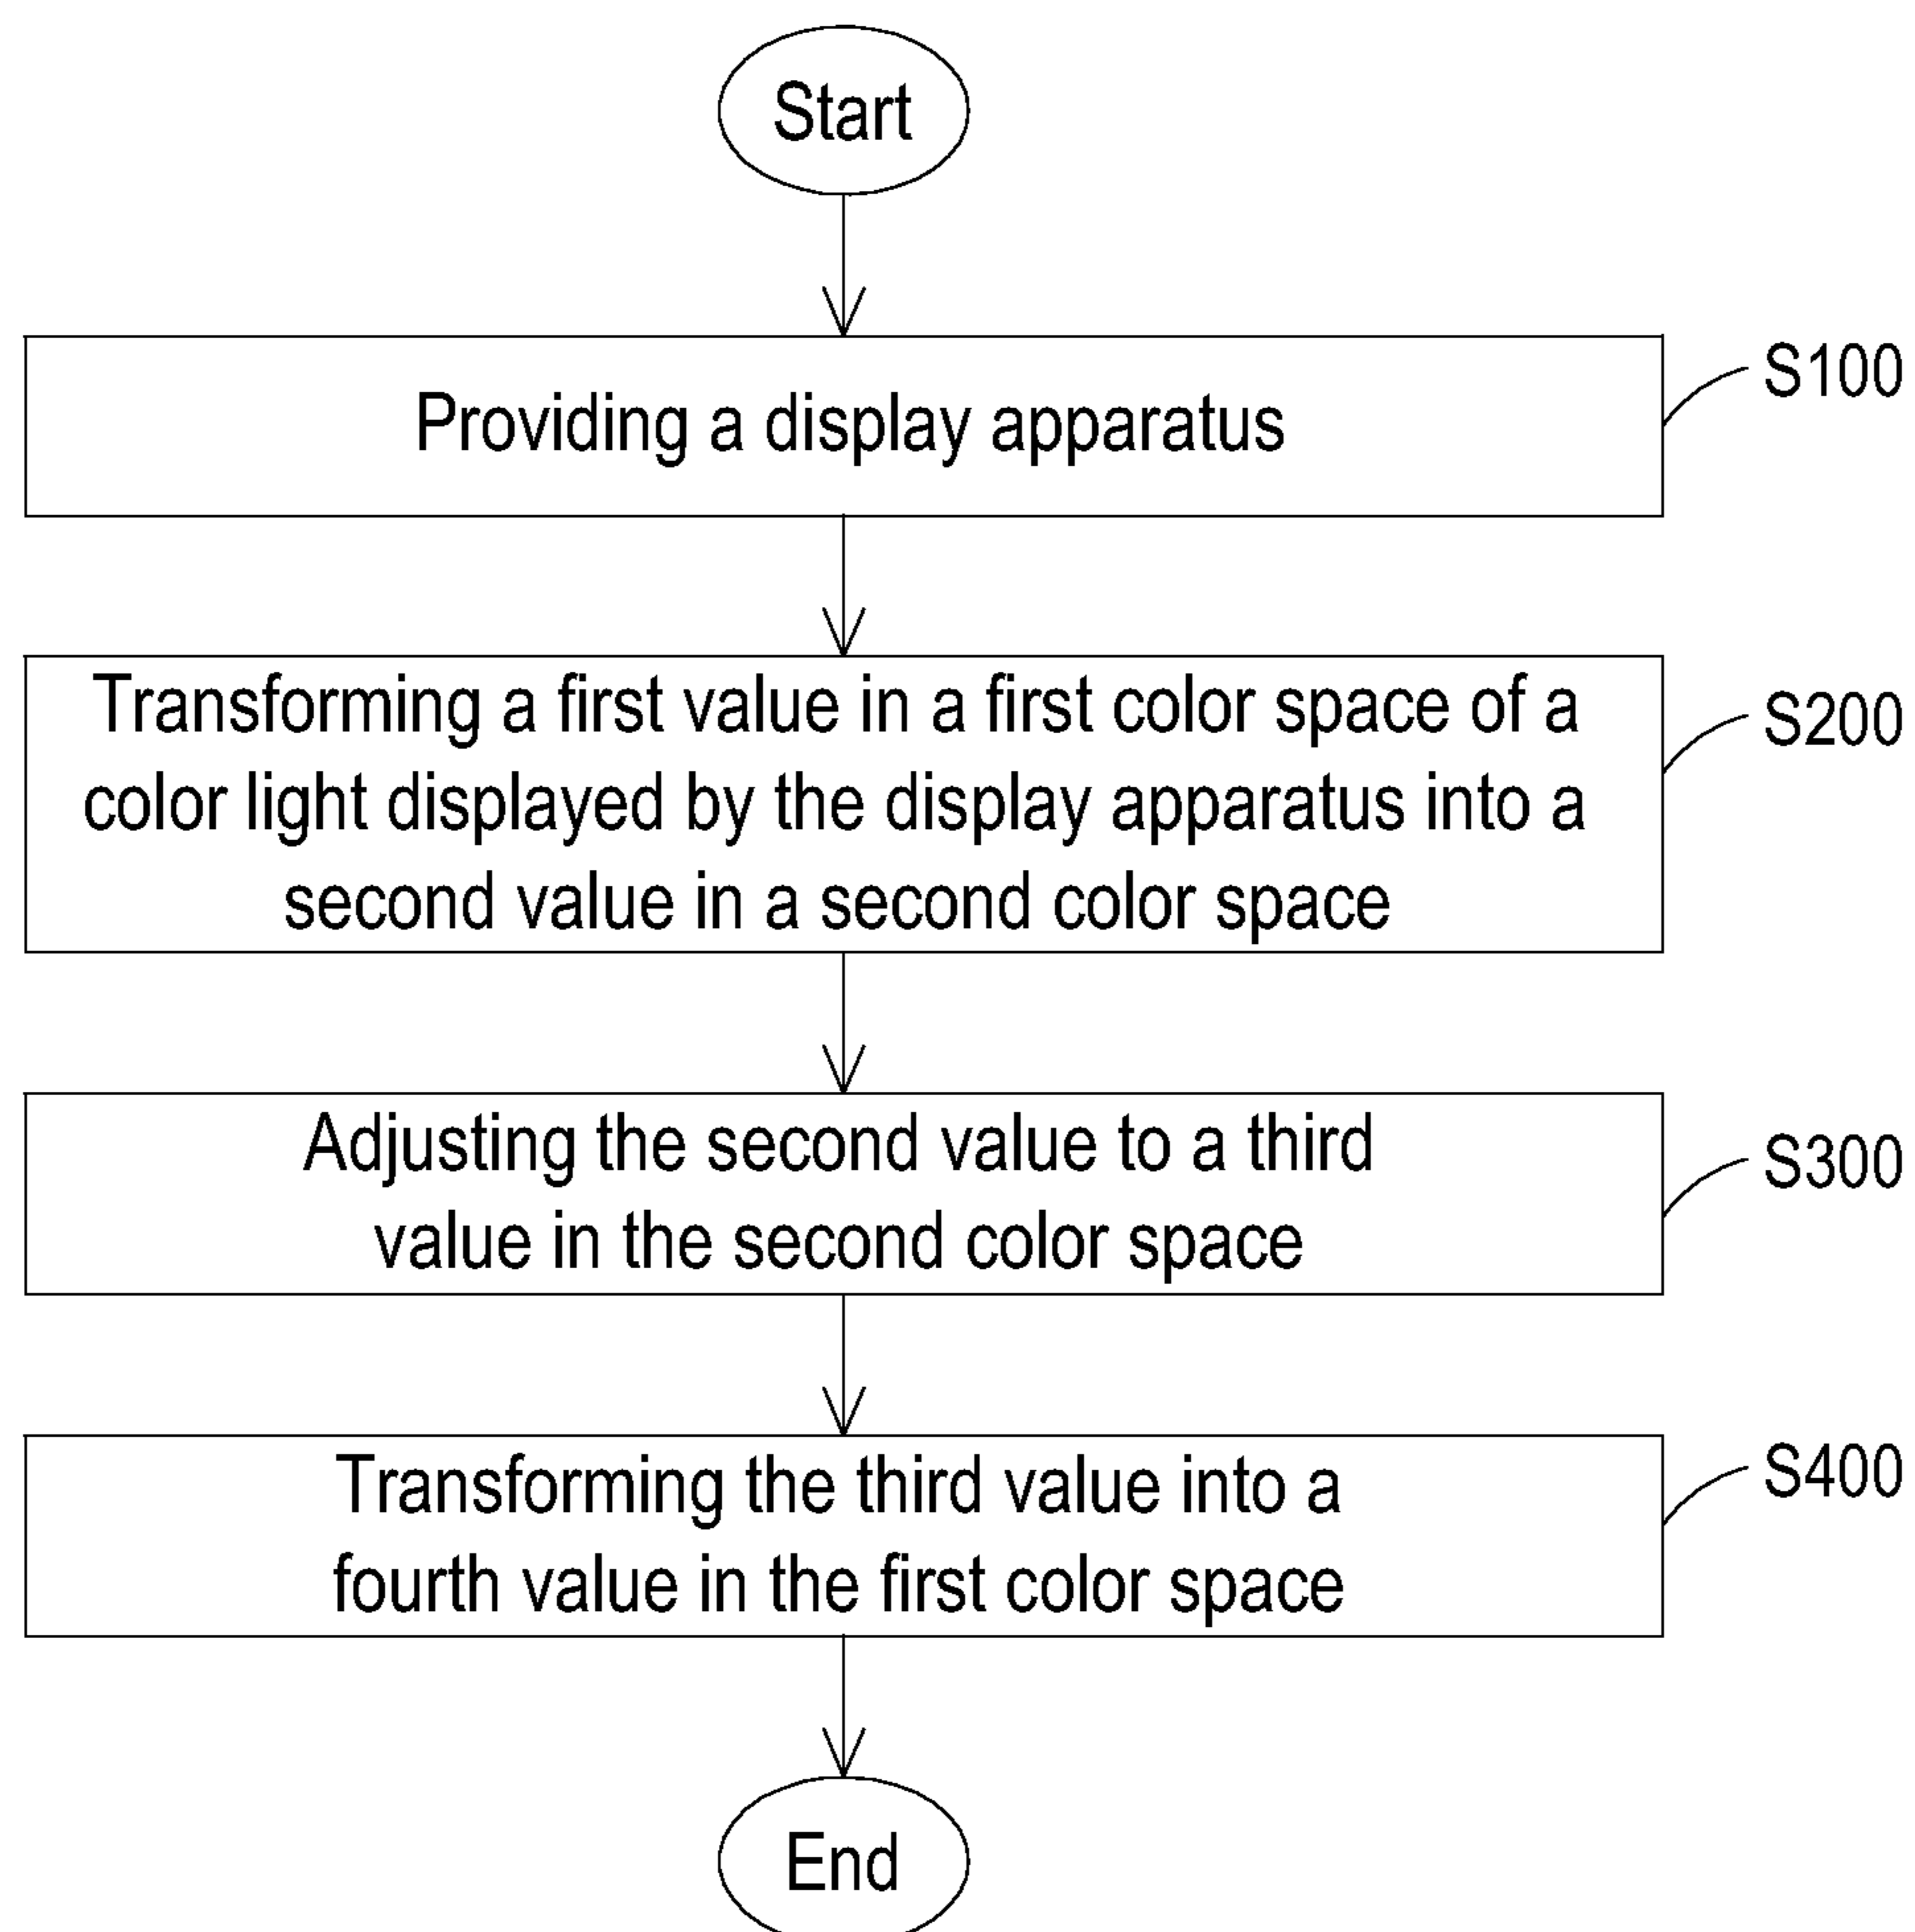 Start
Providing a display apparatus
S100
Transforming a first value in a first color space of a
color light displayed by the display apparatus into a
second value in a second color space
S200
Adjusting the second value to a third
value in the second color space
S300
Transforming the third value into a
fourth value in the first color space
S400
End